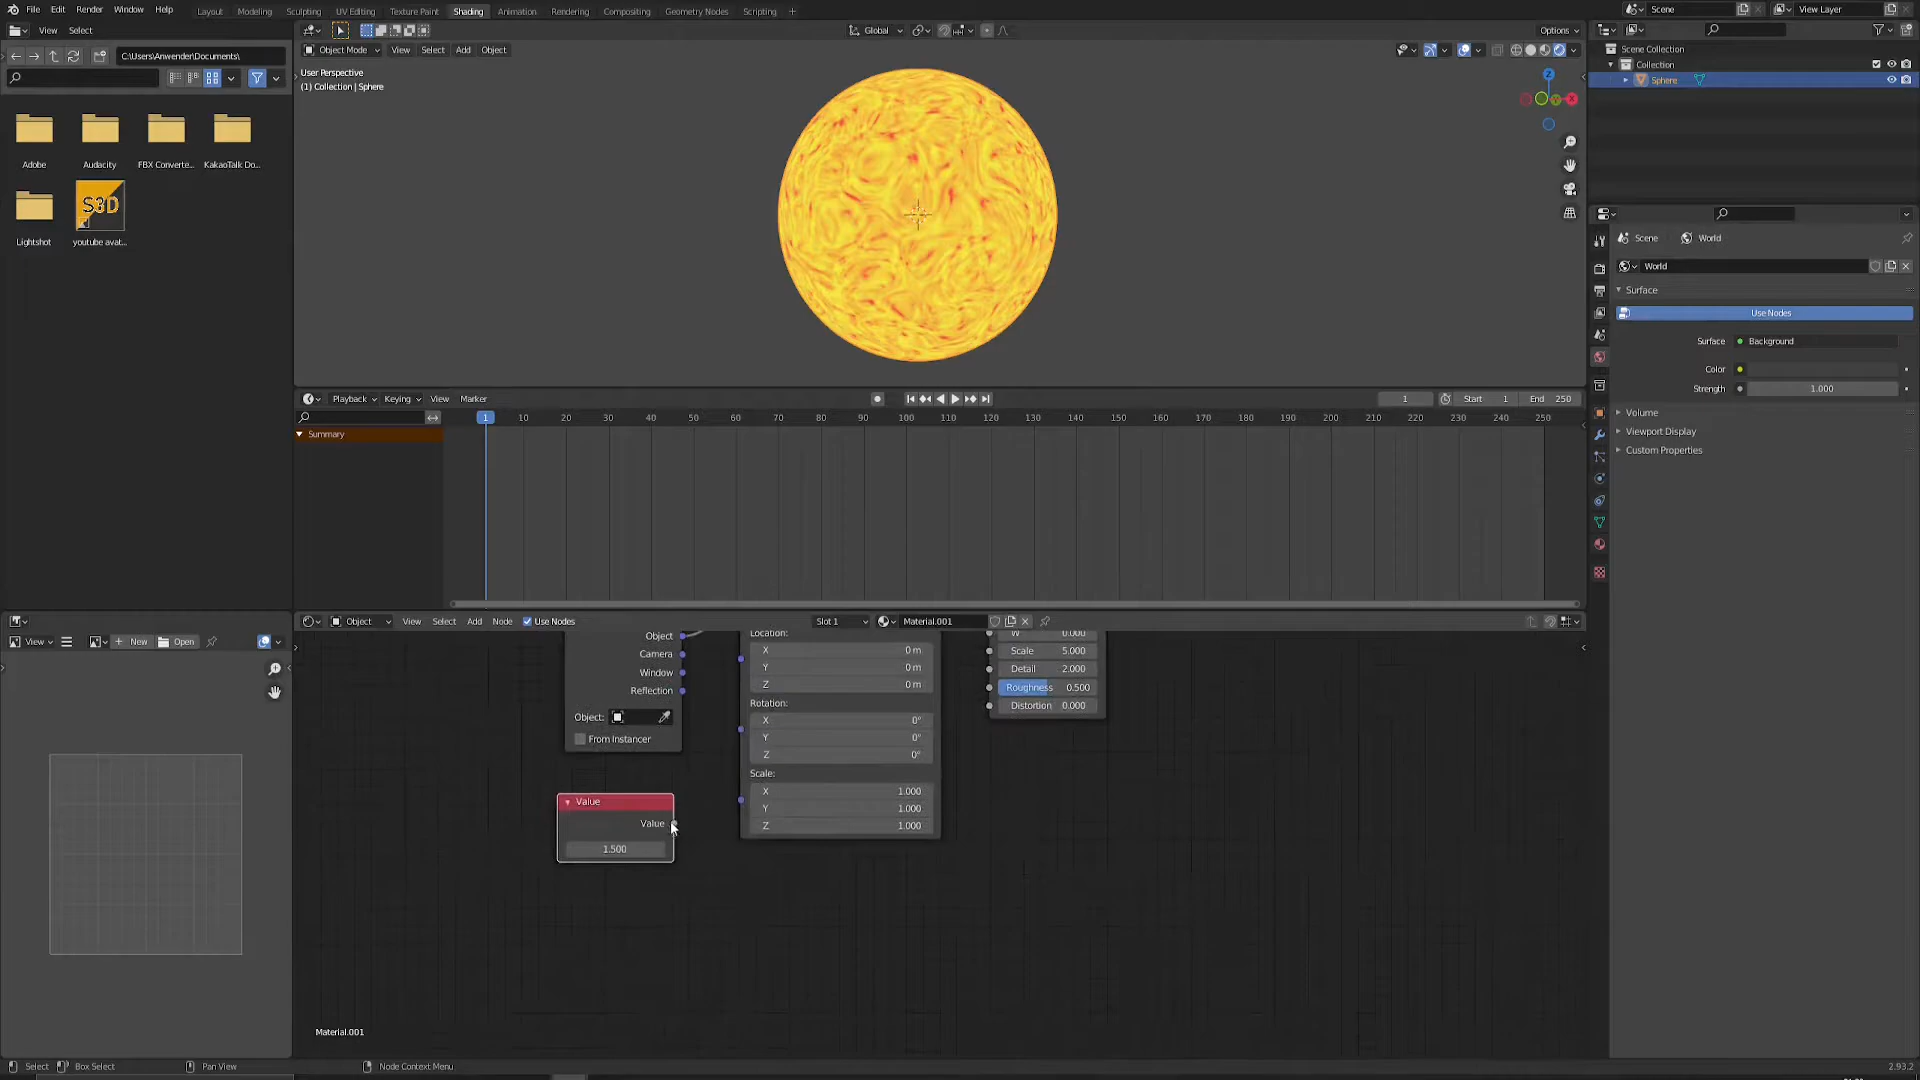 File Edit Render Window Help Layout Modeling Sculpting UV Editing Texture Paint Shading Animation Rendering Compositing Geometry Nodes Scripting + Scene View Layer
View Select
C:\Users\Anwender\Documents\
Adobe Audacity FBX Converte... KakaoTalk Do...
S3D
Lightshot youtube avat...
Global Options
Object Mode View Select Add Object
User Perspective
(1) Collection | Sphere
Z
Y
X
Scene Collection
Collection
Sphere
Scene World
World
Surface
Use Nodes
Surface Background
Color
Strength 1.000
Volume
Viewport Display
Custom Properties
Playback Keying View Marker 1 Start 1 End 250
1 10 20 30 40 50 60 70 80 90 100 110 120 130 140 150 160 170 180 190 200 210 220 230 240 250
Summary
View New Open
Object View Select Add Node Use Nodes Slot 1 Material.001
Object
Camera
Window
Reflection
Object:
From Instancer
Location:
X 0 m
Y 0 m
Z 0 m
Rotation:
X 0°
Y 0°
Z 0°
Scale:
X 1.000
Y 1.000
Z 1.000
W 0.000
Scale 5.000
Detail 2.000
Roughness 0.500
Distortion 0.000
Value
Value
1.500
Material.001
Select Box Select Pan View Node Context Menu 2.93.2